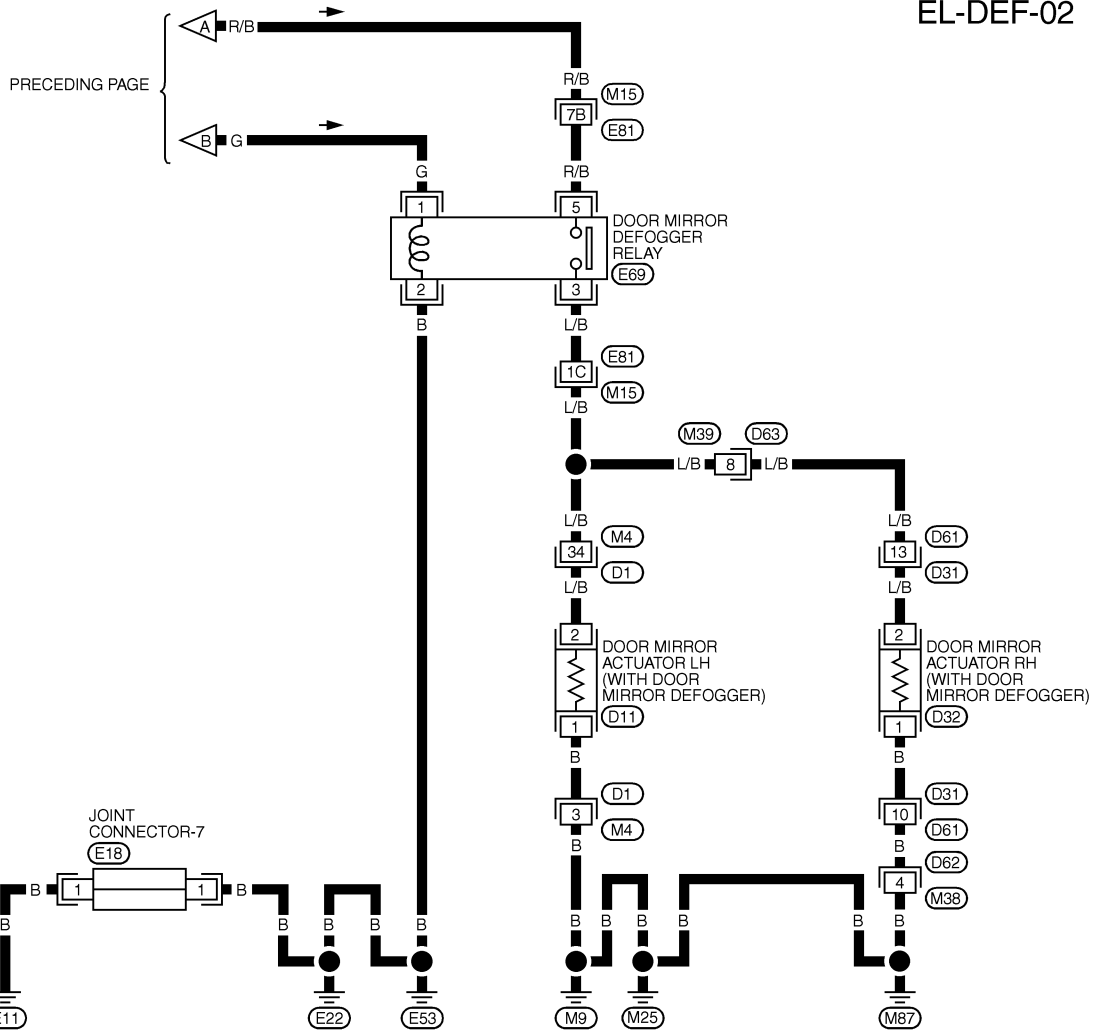 EL-DEF-02
PRECEDING PAGE
A R/B
B G
R/B
7B
M15
E81
G
R/B
1
5
DOOR MIRROR
DEFOGGER
RELAY
E69
2
3
B
L/B
1C
E81
M15
L/B
M39
D63
L/B 8 L/B
L/B
34
M4
D1
L/B
L/B
13
D61
D31
L/B
2
DOOR MIRROR
ACTUATOR LH
(WITH DOOR
MIRROR DEFOGGER)
D11
1
B
2
DOOR MIRROR
ACTUATOR RH
(WITH DOOR
MIRROR DEFOGGER)
D32
1
B
D1
3
M4
B
D31
10
D61
B
D62
4
M38
JOINT
CONNECTOR-7
E18
B 1 1 B
B B B B B B B B B B B
E11 E22 E53 M9 M25 M87